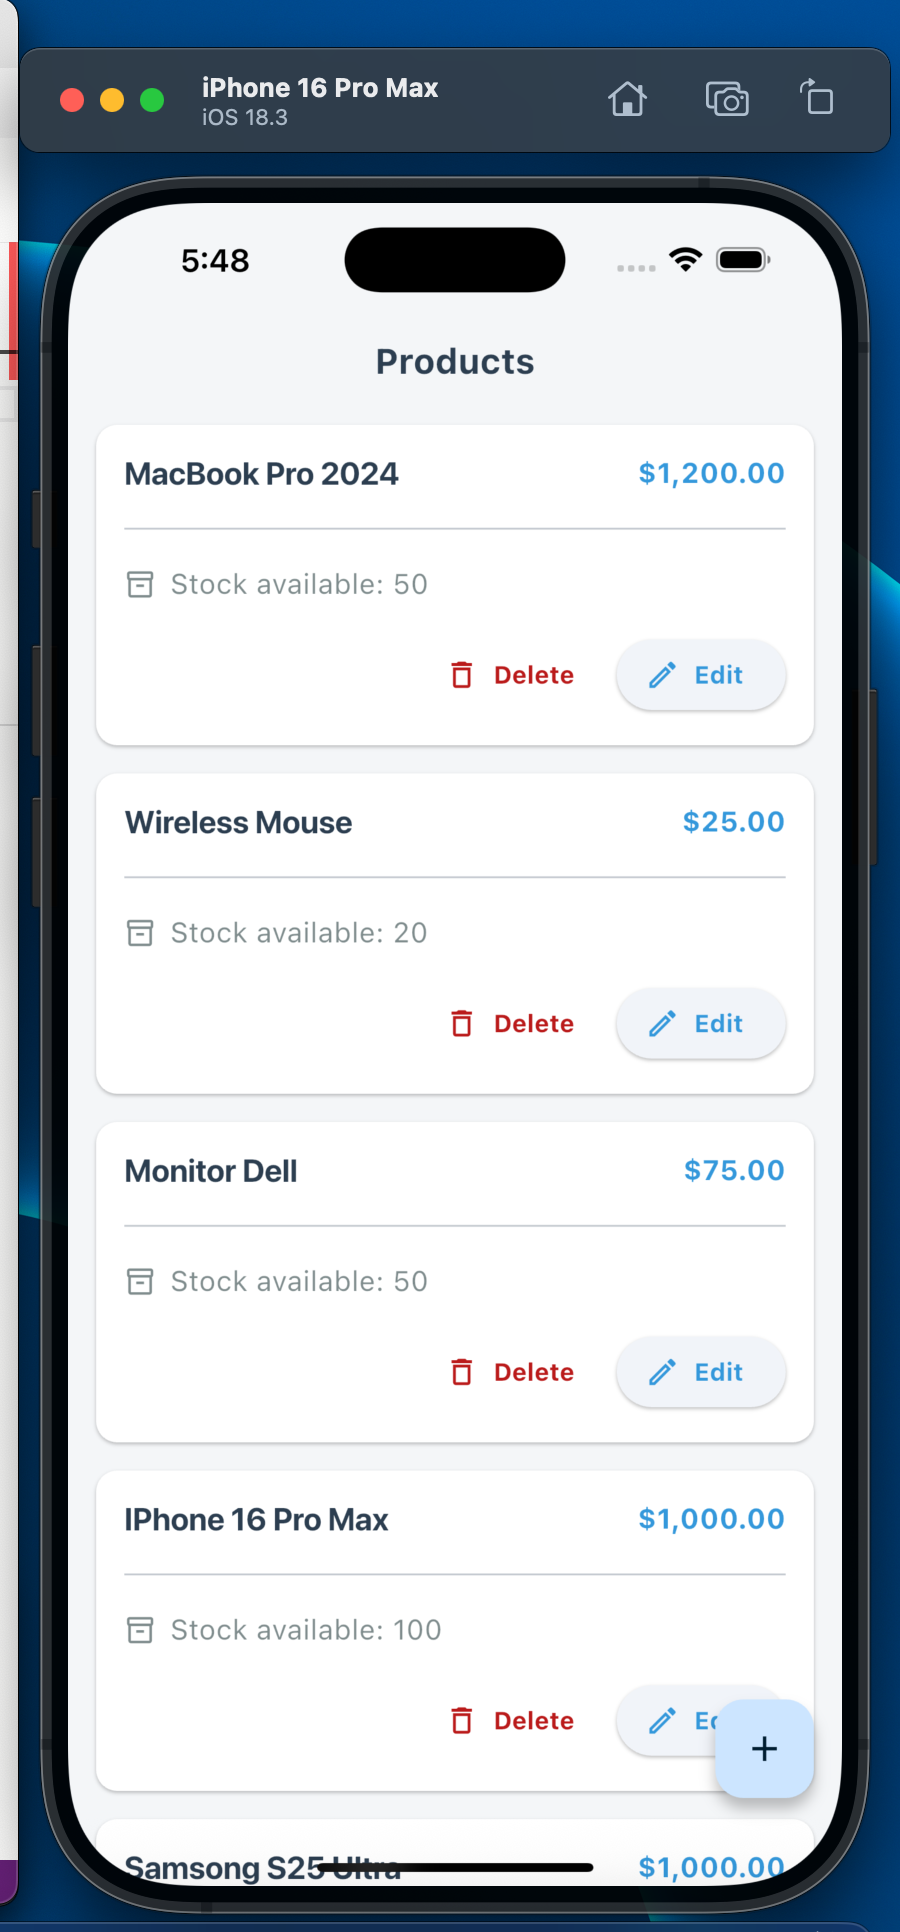 iPhone 16 Pro Max
iOS 18.3
5:48
Products
MacBook Pro 2024 $1,200.00
Stock available: 50
Delete Edit
Wireless Mouse $25.00
Stock available: 20
Delete Edit
Monitor Dell $75.00
Stock available: 50
Delete Edit
IPhone 16 Pro Max $1,000.00
Stock available: 100
Delete Ed
+
Samsong S25 Ultra $1,000.00